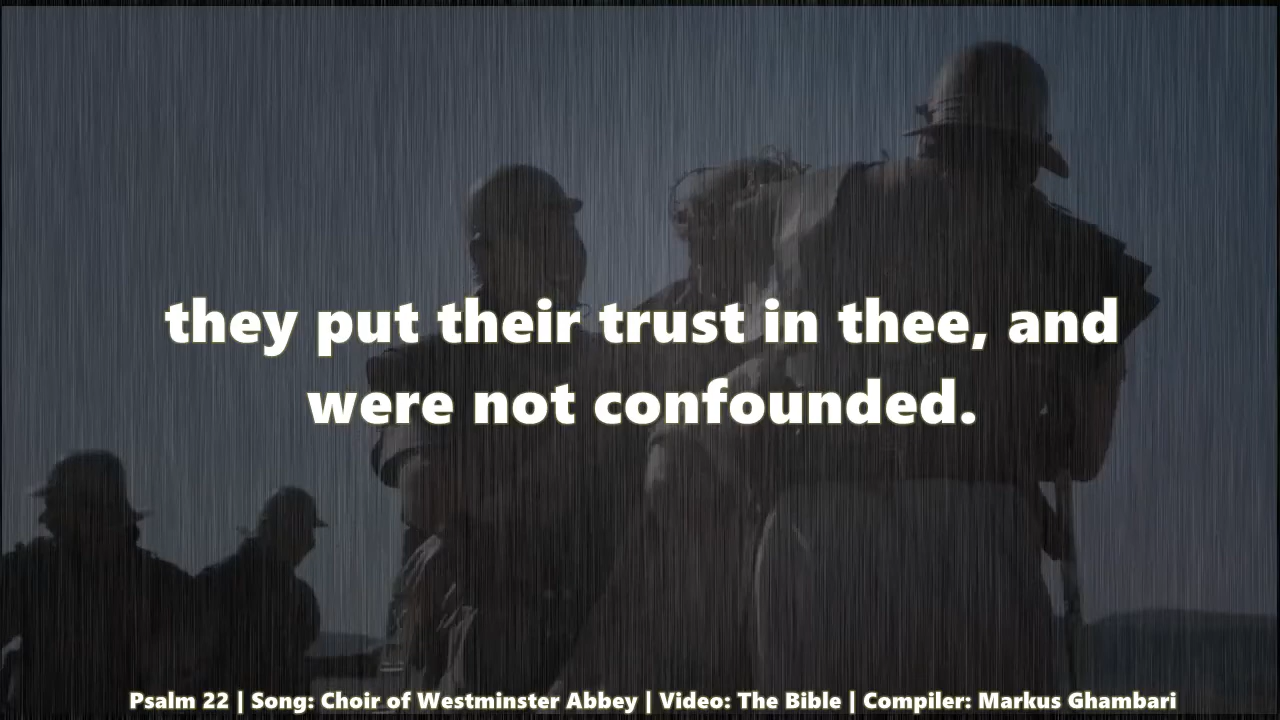 they put their trust in thee, and
were not confounded.
Psalm 22 | Song: Choir of Westminster Abbey | Video: The Bible | Compiler: Markus Ghambari